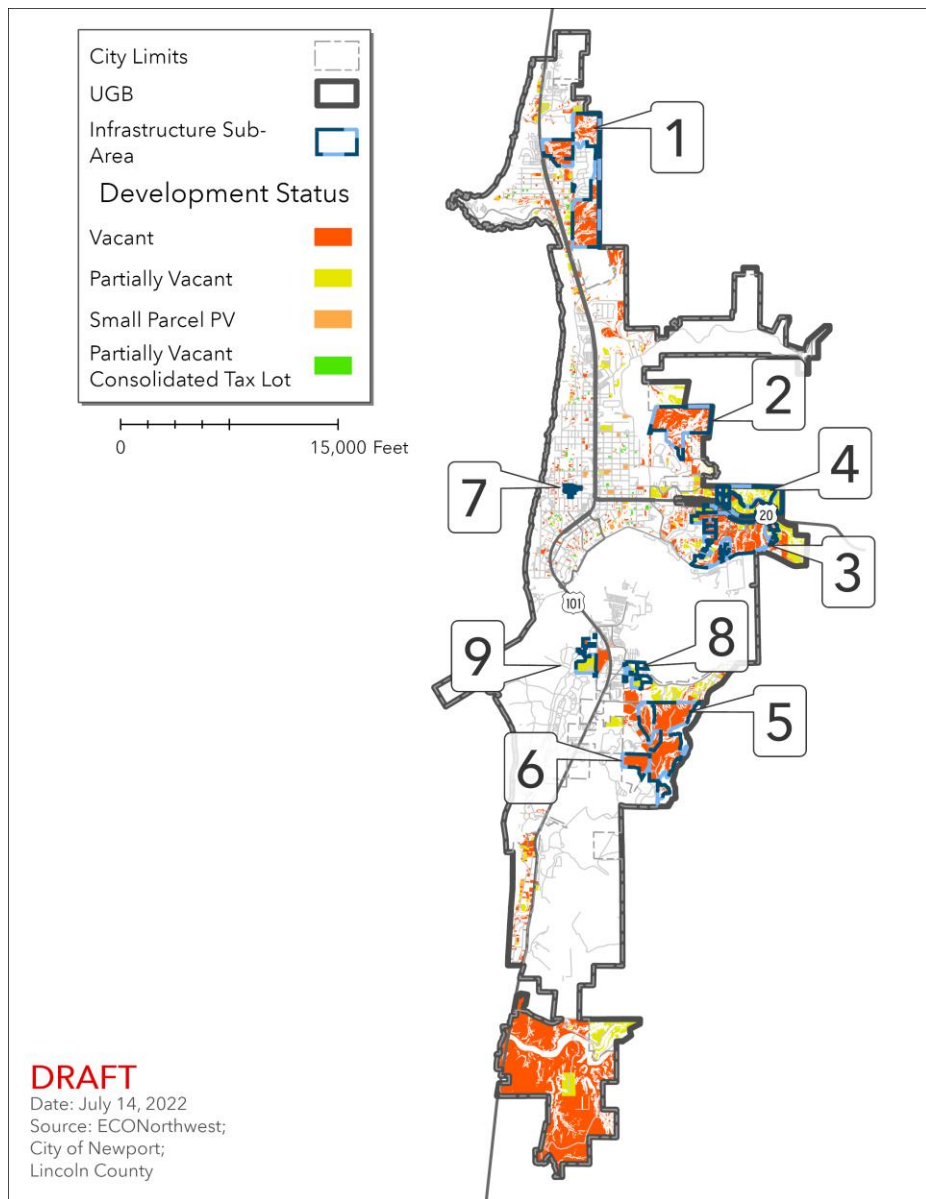 City Limits
UGB
Infrastructure Sub-
Area
Development Status
Vacant
Partially Vacant
Small Parcel PV
Partially Vacant
Consolidated Tax Lot
0
15,000 Feet
1
2
4
7
20
3
101
9
8
5
6
DRAFT
Date: July 14, 2022
Source: ECONorthwest;
City of Newport;
Lincoln County